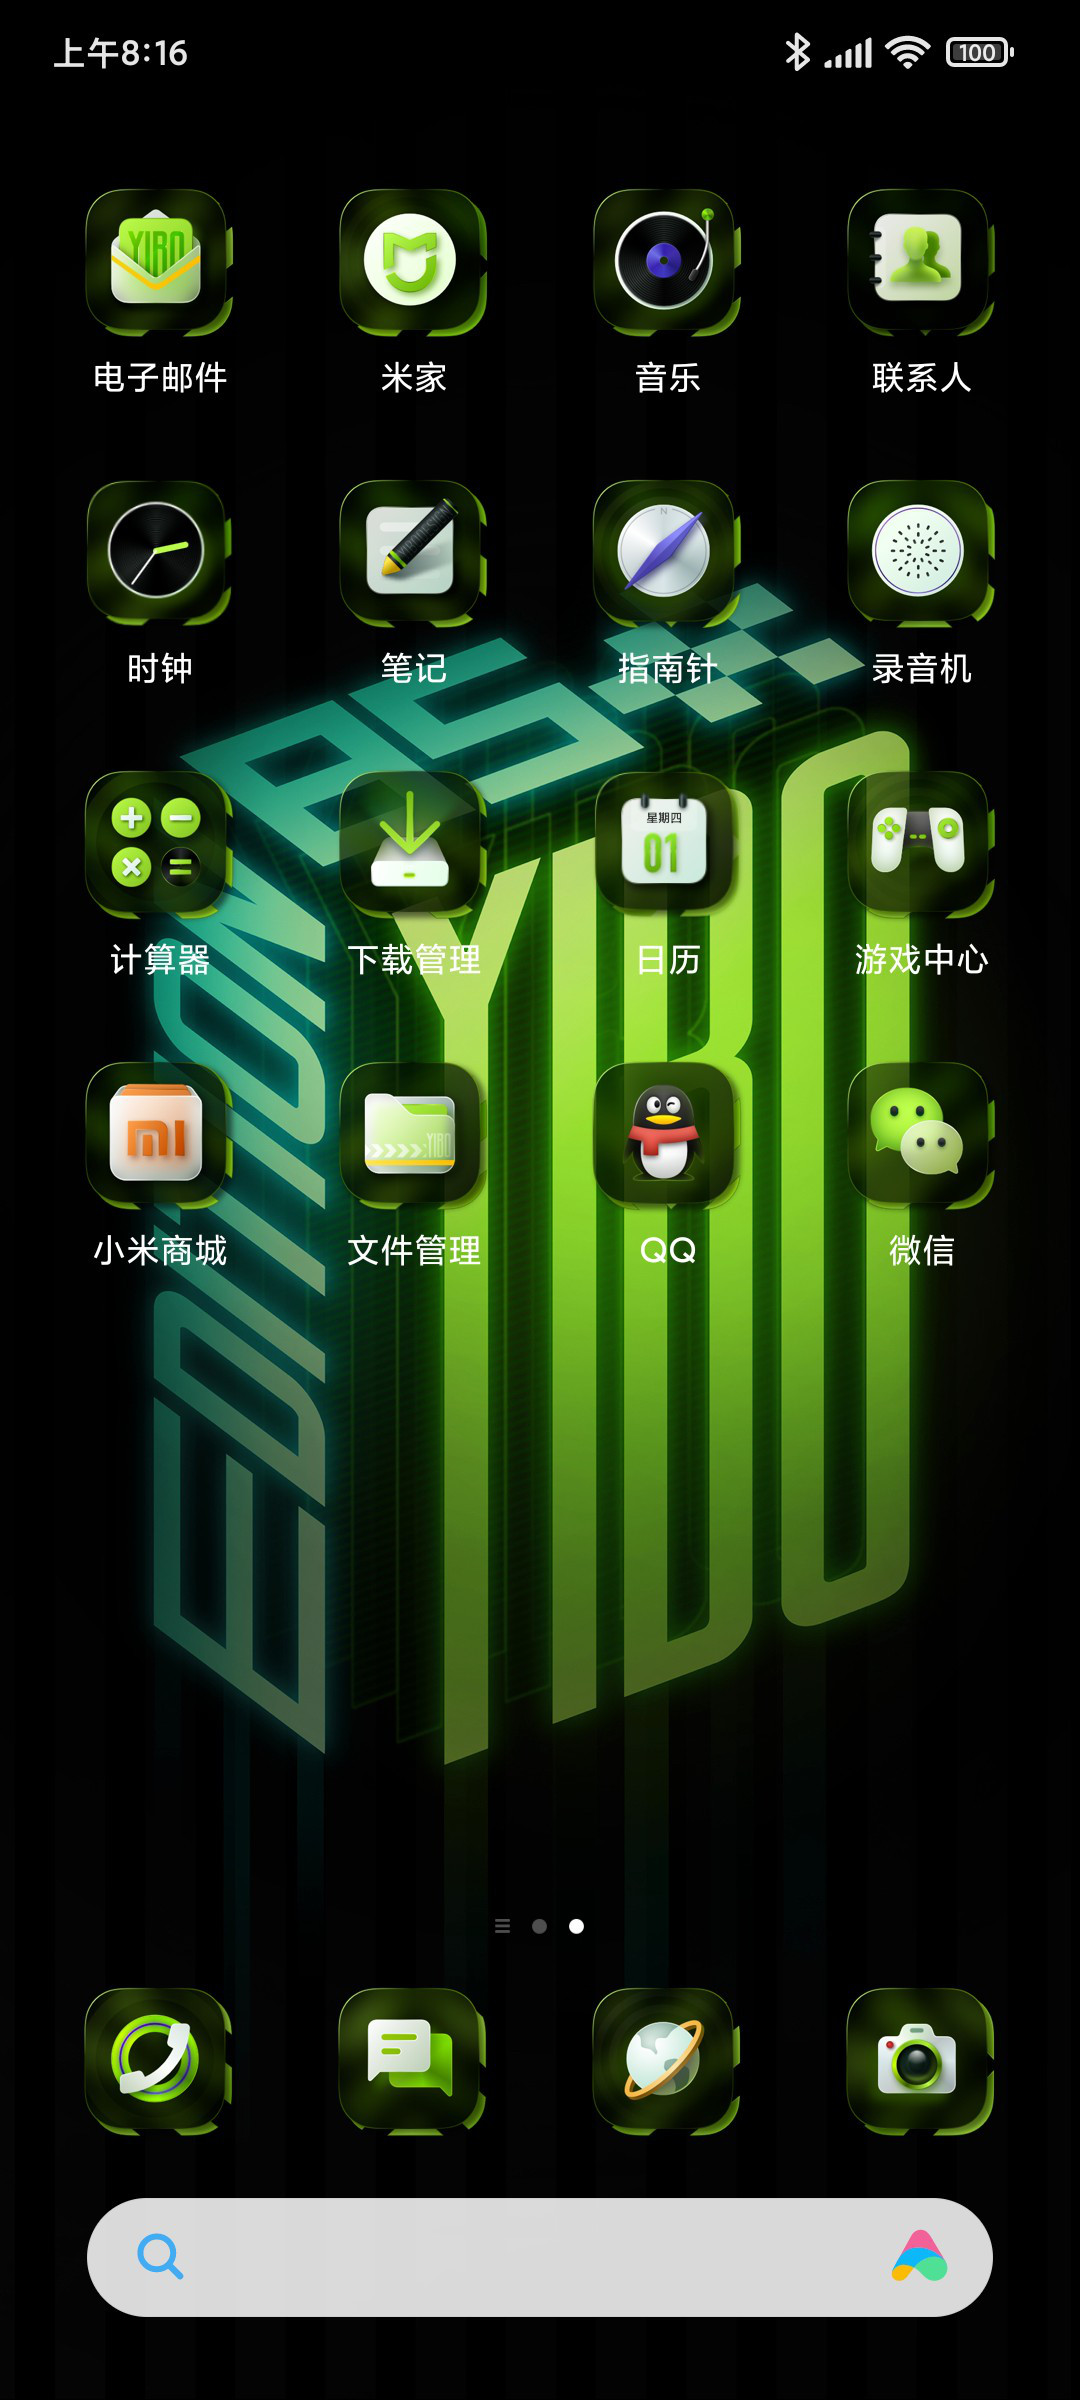 上午8:16
100
YIBO
电子邮件
米家
音乐
联系人
N
时钟
笔记
指南针
录音机
星期四
01
计算器
下载管理
日历
游戏中心
mi
YIBO
小米商城
文件管理
QQ
微信
YIBO
EDITION